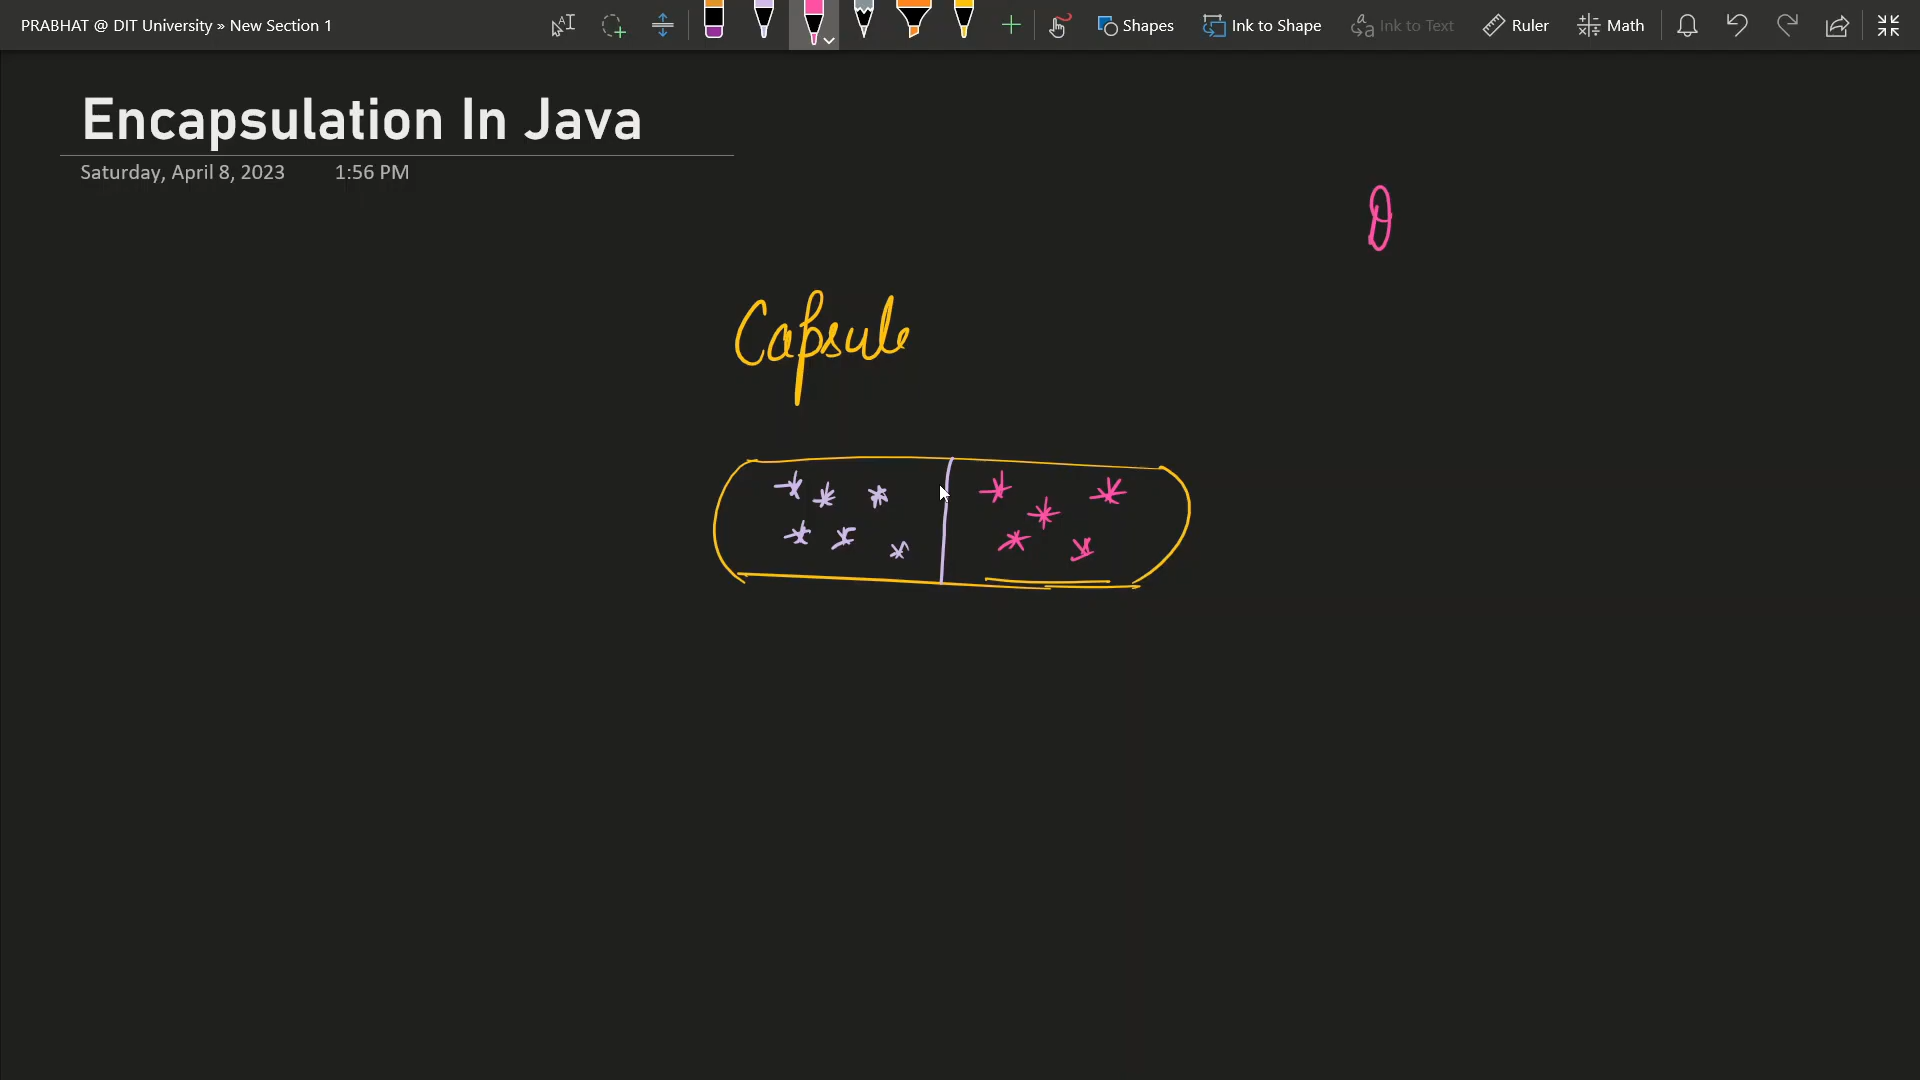 PRABHAT @ DIT University » New Section 1
Shapes
Ink to Shape
Ink to Text
Ruler
Math
Encapsulation In Java
Saturday, April 8, 2023 1:56 PM
Capsule